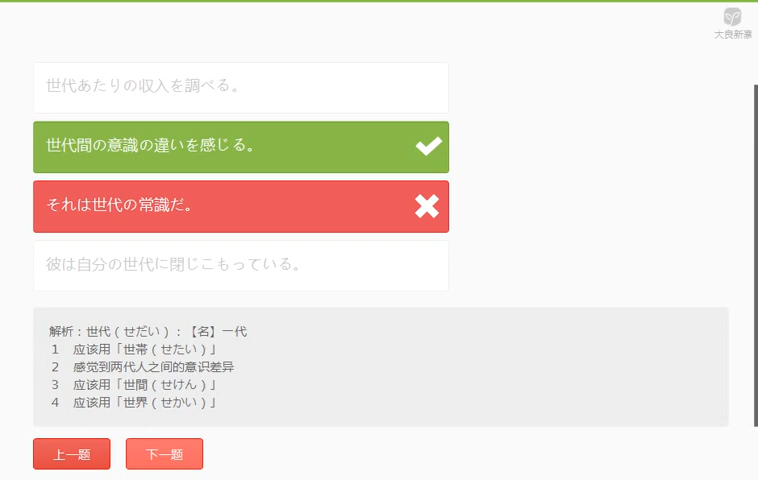 大良新寨
世代あたりの収入を調べる。
世代間の意識の違いを感じる。
それは世代の常識だ。
彼は自分の世代に閉じこもっている。
解析：世代（せだい）：【名】一代
1 应该用「世帯（せたい）」
2 感觉到两代人之间的意识差异
3 应该用「世間（せけん）」
4 应该用「世界（せかい）」
上一题 下一题